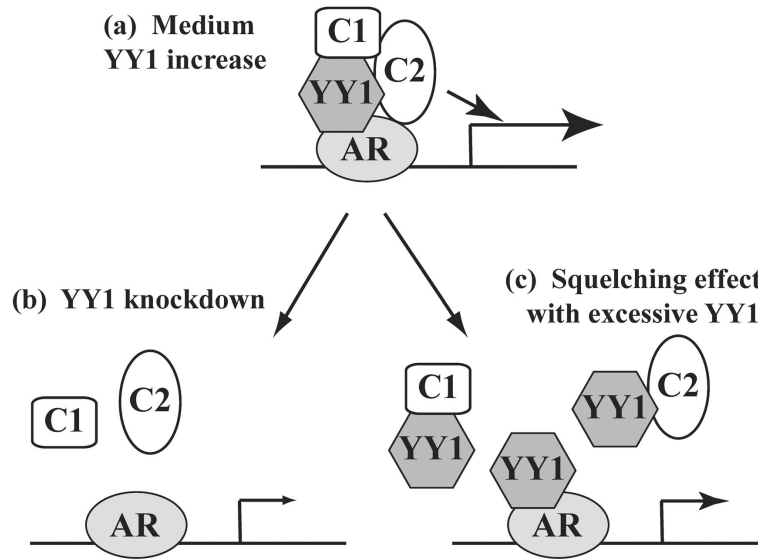 (a) Medium
YY1 increase
C1
C2
YY1
AR
(b) YY1 knockdown
C1
C2
AR
(c) Squelching effect
with excessive YY1
C1
YY1
YY1
YY1
C2
AR